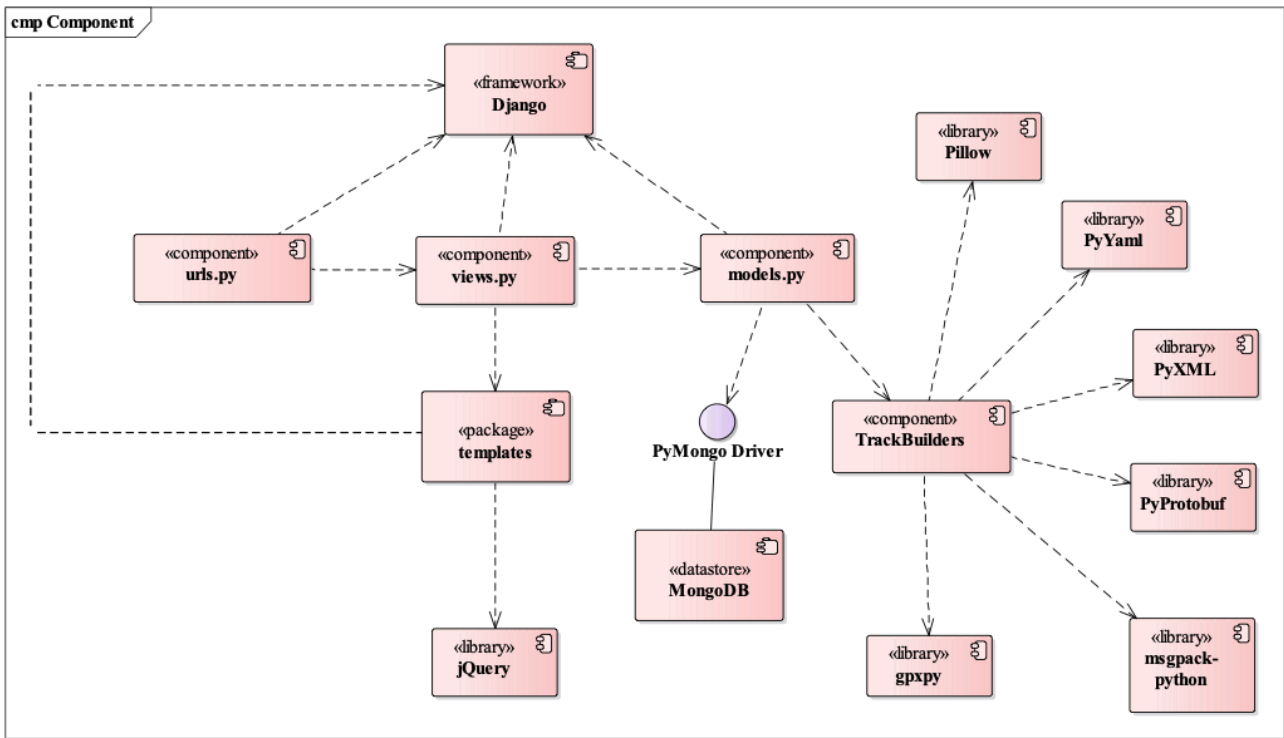 cmp Component
«framework»
Django
«library»
Pillow
«library»
PyYaml
«component»
urls.py
«component»
views.py
«component»
models.py
«library»
PyXML
«package»
templates
PyMongo Driver
«component»
TrackBuilders
«library»
PyProtobuf
«datastore»
MongoDB
«library»
jQuery
«library»
gpxpy
«library»
msgpack-
python